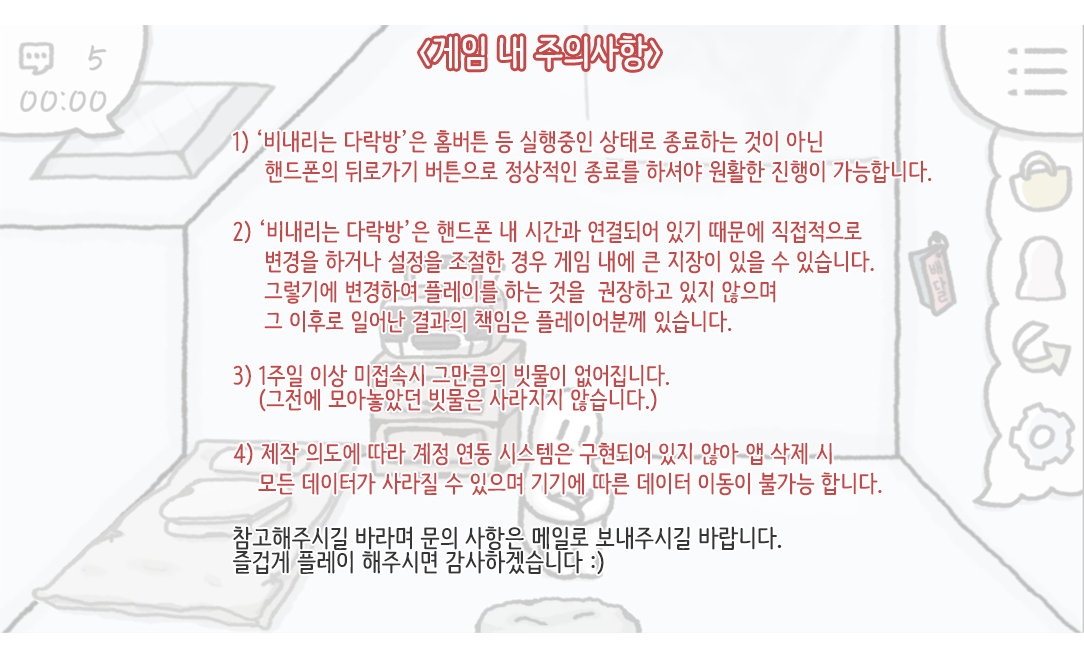 <게임 내 주의사항>
5
00:00
1) ‘비내리는 다락방’은 홈버튼 등 실행중인 상태로 종료하는 것이 아닌
핸드폰의 뒤로가기 버튼으로 정상적인 종료를 하셔야 원활한 진행이 가능합니다.
2) ‘비내리는 다락방’은 핸드폰 내 시간과 연결되어 있기 때문에 직접적으로
변경을 하거나 설정을 조절한 경우 게임 내에 큰 지장이 있을 수 있습니다.
그렇기에 변경하여 플레이를 하는 것을 권장하고 있지 않으며
그 이후로 일어난 결과의 책임은 플레이어분께 있습니다.
배달
3) 1주일 이상 미접속시 그만큼의 빗물이 없어집니다.
(그전에 모아놓았던 빗물은 사라지지 않습니다.)
4) 제작 의도에 따라 계정 연동 시스템은 구현되어 있지 않아 앱 삭제 시
모든 데이터가 사라질 수 있으며 기기에 따른 데이터 이동이 불가능 합니다.
참고해주시길 바라며 문의 사항은 메일로 보내주시길 바랍니다.
즐겁게 플레이 해주시면 감사하겠습니다 :)